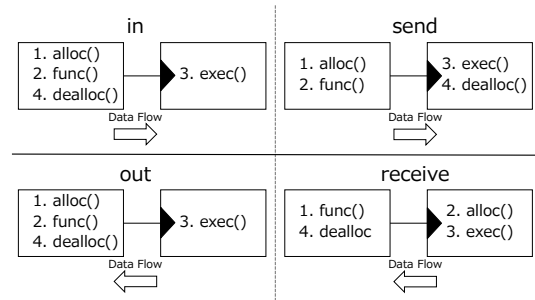 in
1. alloc()
2. func()
4. dealloc()
3. exec()
Data Flow
send
1. alloc()
2. func()
3. exec()
4. dealloc()
Data Flow
out
1. alloc()
2. func()
4. dealloc()
3. exec()
Data Flow
receive
1. func()
4. dealloc
2. alloc()
3. exec()
Data Flow